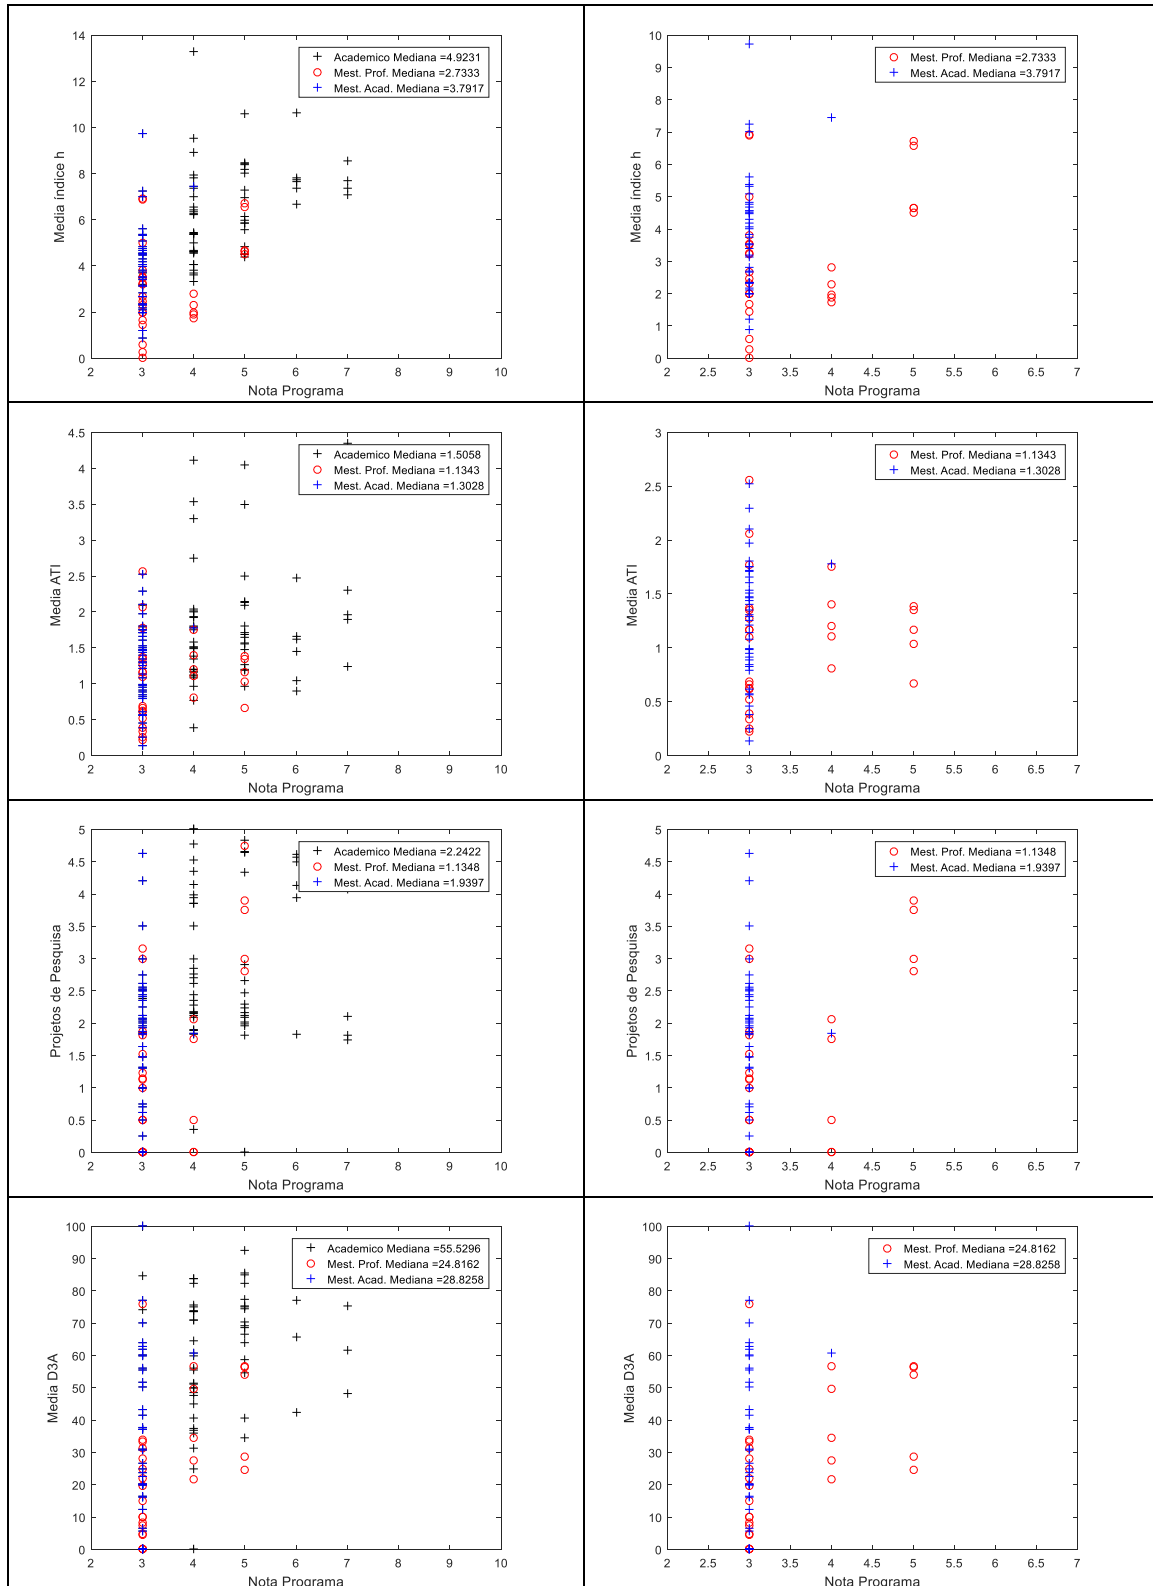 14
12
10
8
6
4
2
0
2 3 4 5 6 7 8 9 10
Media índice h
Nota Programa
Academico Mediana =4.9231
Mest. Prof. Mediana =2.7333
Mest. Acad. Mediana =3.7917
10
9
8
7
6
5
4
3
2
1
0
2 2.5 3 3.5 4 4.5 5 5.5 6 6.5 7
Media índice h
Nota Programa
Mest. Prof. Mediana =2.7333
Mest. Acad. Mediana =3.7917
4.5
4
3.5
3
2.5
2
1.5
1
0.5
0
2 3 4 5 6 7 8 9 10
Media ATI
Nota Programa
Academico Mediana =1.5058
Mest. Prof. Mediana =1.1343
Mest. Acad. Mediana =1.3028
3
2.5
2
1.5
1
0.5
0
2 2.5 3 3.5 4 4.5 5 5.5 6 6.5 7
Media ATI
Nota Programa
Mest. Prof. Mediana =1.1343
Mest. Acad. Mediana =1.3028
5
4.5
4
3.5
3
2.5
2
1.5
1
0.5
0
2 3 4 5 6 7 8 9 10
Projetos de Pesquisa
Nota Programa
Academico Mediana =2.2422
Mest. Prof. Mediana =1.1348
Mest. Acad. Mediana =1.9397
5
4.5
4
3.5
3
2.5
2
1.5
1
0.5
0
2 2.5 3 3.5 4 4.5 5 5.5 6 6.5 7
Projetos de Pesquisa
Nota Programa
Mest. Prof. Mediana =1.1348
Mest. Acad. Mediana =1.9397
100
90
80
70
60
50
40
30
20
10
0
2 3 4 5 6 7 8 9 10
Media D3A
Nota Programa
Academico Mediana =55.5296
Mest. Prof. Mediana =24.8162
Mest. Acad. Mediana =28.8258
100
90
80
70
60
50
40
30
20
10
0
2 2.5 3 3.5 4 4.5 5 5.5 6 6.5 7
Media D3A
Nota Programa
Mest. Prof. Mediana =24.8162
Mest. Acad. Mediana =28.8258